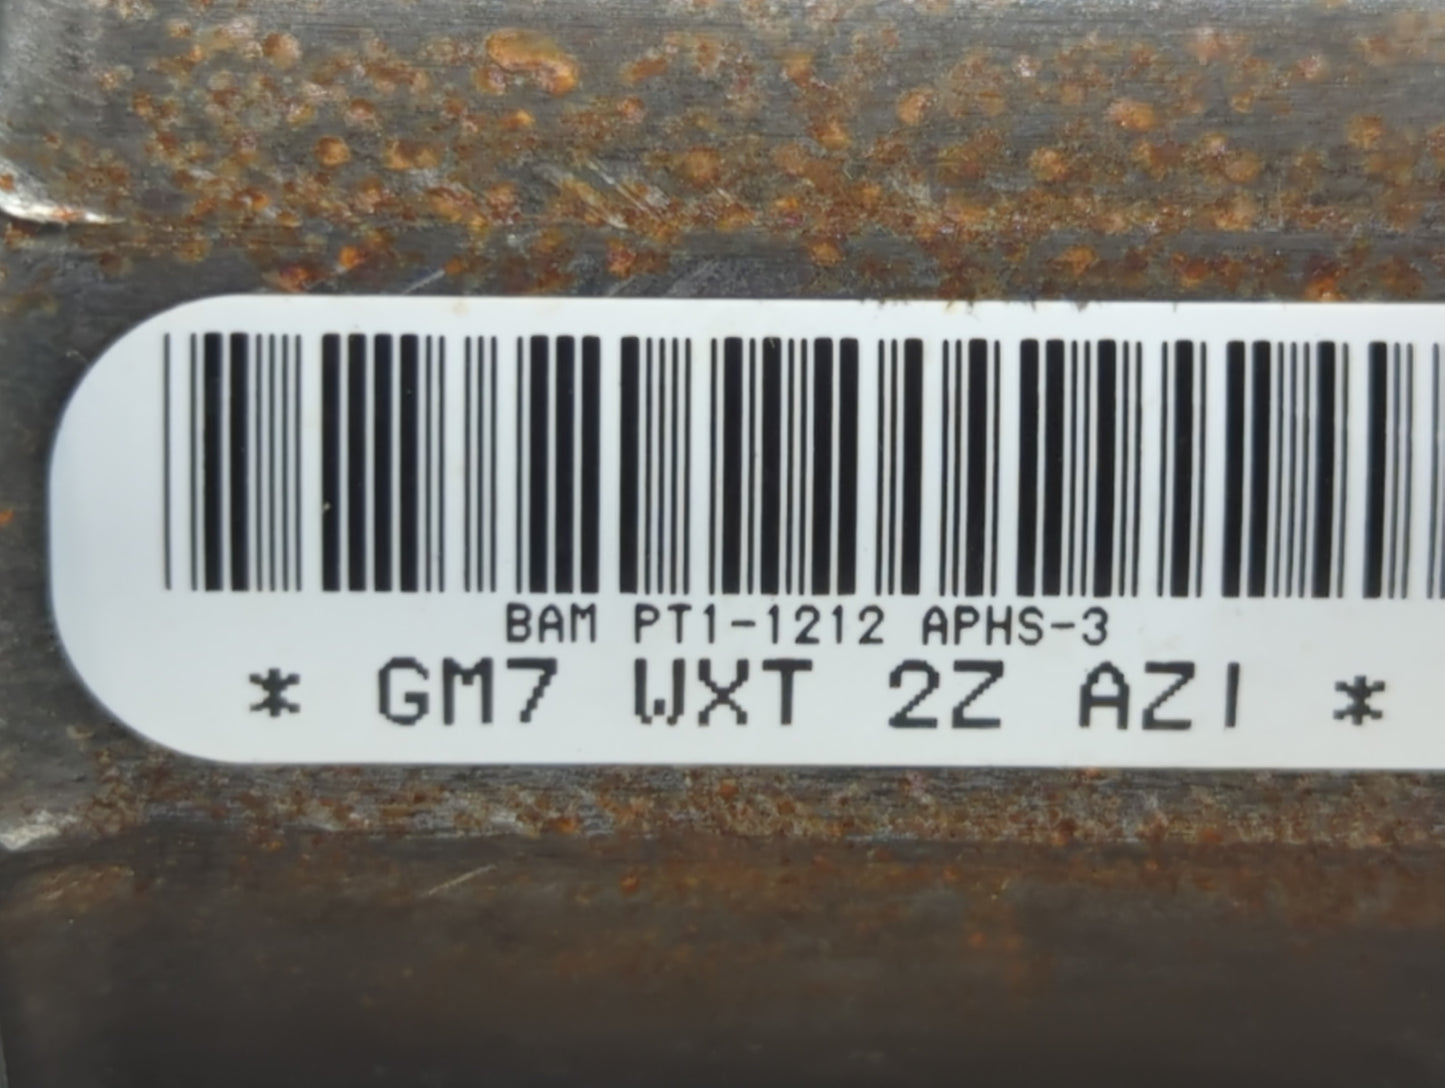 BAM PT1-1212 APHS-3
* GM7 WXT 2Z AZI *